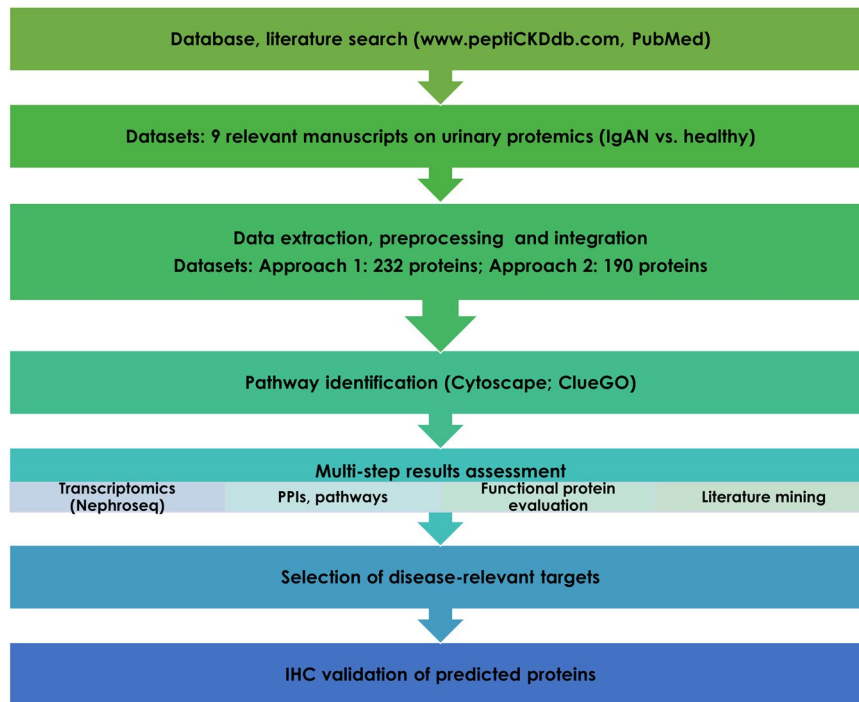 Database, literature search (www.peptiCKDdb.com, PubMed)
Datasets: 9 relevant manuscripts on urinary protemics (IgAN vs. healthy)
Data extraction, preprocessing and integration
Datasets: Approach 1: 232 proteins; Approach 2: 190 proteins
Pathway identification (Cytoscape; ClueGO)
Multi-step results assessment
Transcriptomics
(Nephroseq)
PPIs, pathways
Functional protein
evaluation
Literature mining
Selection of disease-relevant targets
IHC validation of predicted proteins